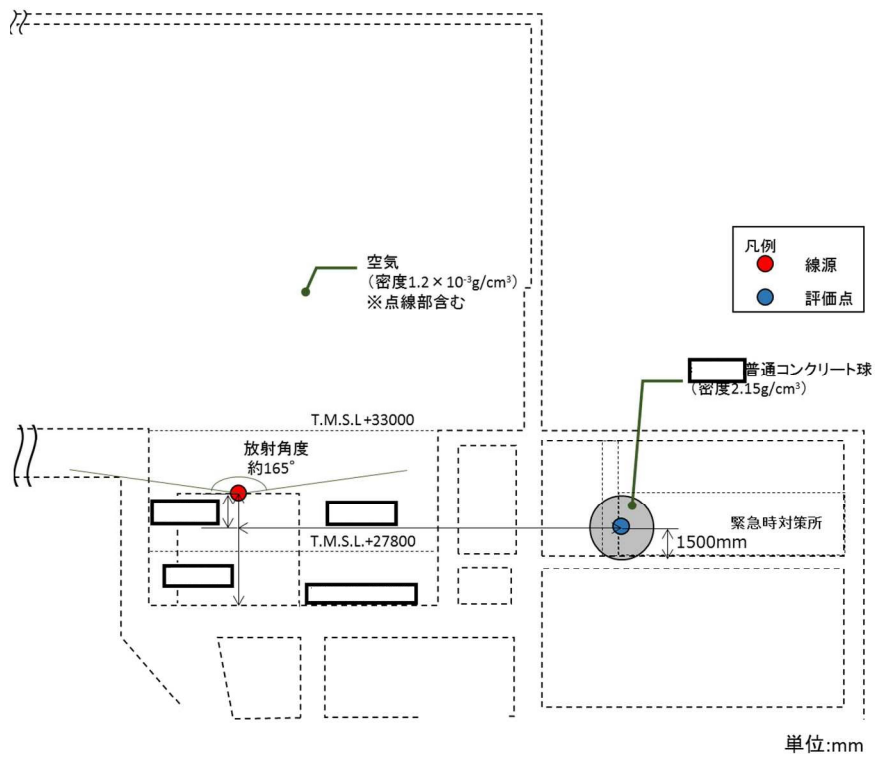 空気
(密度1.2×10-3g/cm3)
※点線部含む
凡例
線源
評価点
普通コンクリート球
(密度2.15g/cm3)
T.M.S.L+33000
放射角度
約165°
T.M.S.L.+27800
緊急時対策所
1500mm
単位:mm